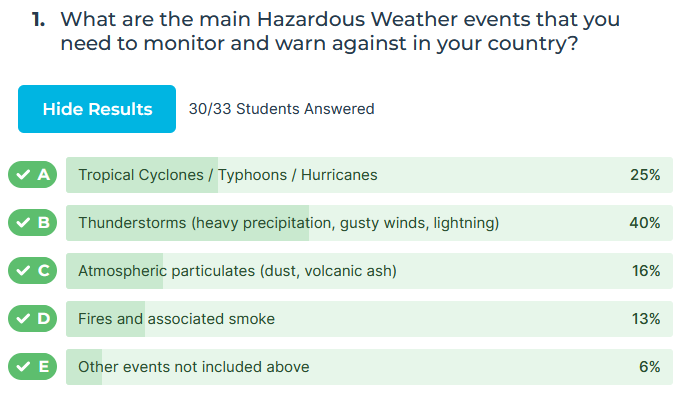 1. What are the main Hazardous Weather events that you
need to monitor and warn against in your country?
Hide Results 30/33 Students Answered
A Tropical Cyclones / Typhoons / Hurricanes 25%
B Thunderstorms (heavy precipitation, gusty winds, lightning) 40%
C Atmospheric particulates (dust, volcanic ash) 16%
D Fires and associated smoke 13%
E Other events not included above 6%